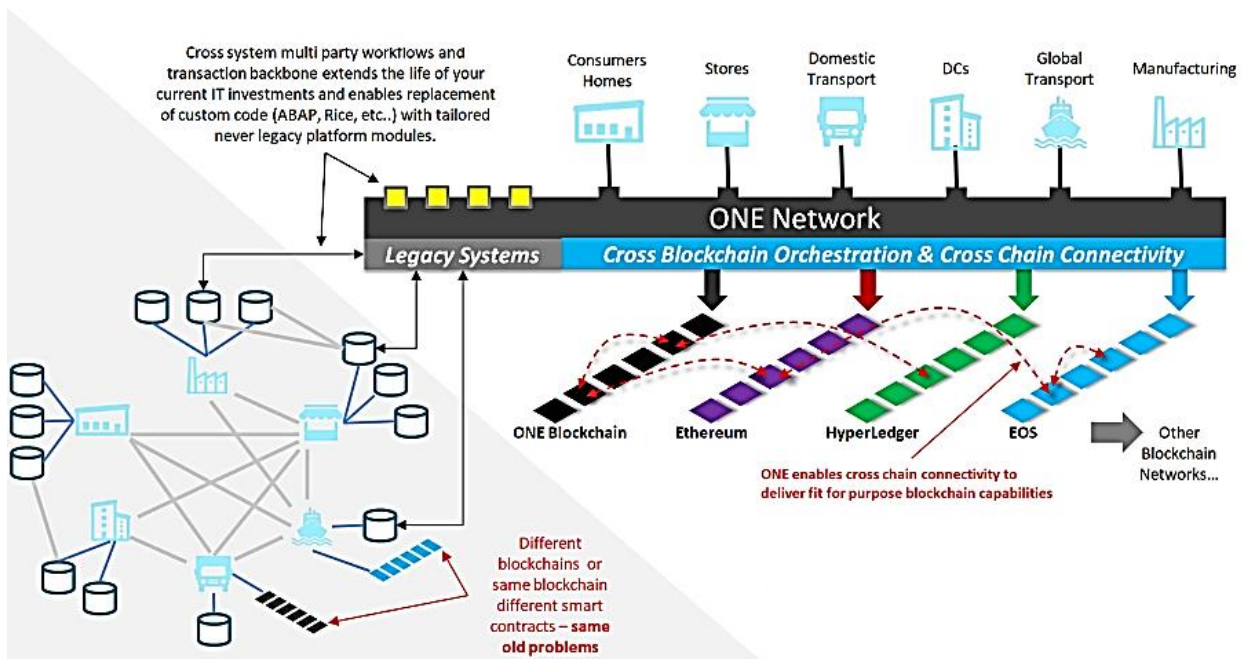 Cross system multi party workflows and
transaction backbone extends the life of your
current IT investments and enables replacement
of custom code (ABAP, Rice, etc..) with tailored
never legacy platform modules.
Consumers
Homes
Stores
Domestic
Transport
DCs
Global
Transport
Manufacturing
ONE Network
Legacy Systems
Cross Blockchain Orchestration & Cross Chain Connectivity
ONE Blockchain
Ethereum
HyperLedger
EOS
Other
Blockchain
Networks...
ONE enables cross chain connectivity to
deliver fit for purpose blockchain capabilities
Different
blockchains or
same blockchain
different smart
contracts – same
old problems